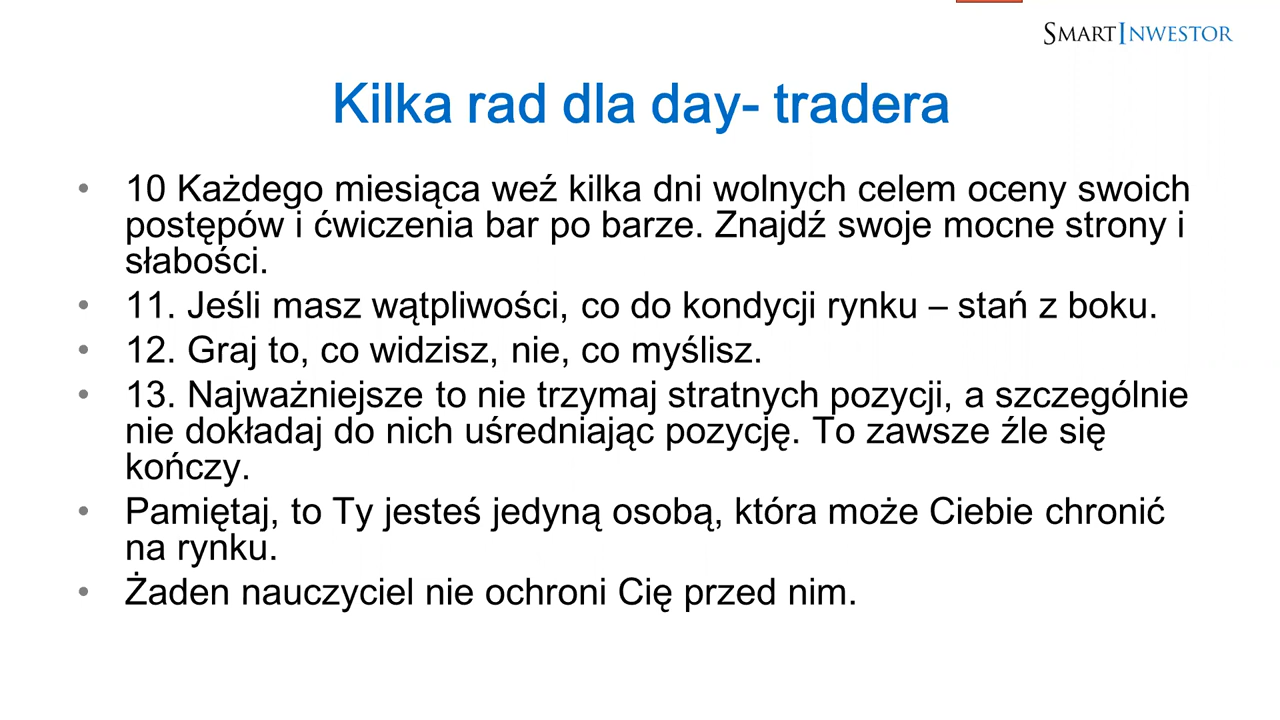 SMARTINWESTOR
Kilka rad dla day- tradera
• 10 Każdego miesiąca weź kilka dni wolnych celem oceny swoich
postępów i ćwiczenia bar po barze. Znajdź swoje mocne strony i
słabości.
• 11. Jeśli masz wątpliwości, co do kondycji rynku – stań z boku.
• 12. Graj to, co widzisz, nie, co myślisz.
• 13. Najważniejsze to nie trzymaj stratnych pozycji, a szczególnie
nie dokładaj do nich uśredniając pozycję. To zawsze źle się
kończy.
• Pamiętaj, to Ty jesteś jedyną osobą, która może Ciebie chronić
na rynku.
• Żaden nauczyciel nie ochroni Cię przed nim.